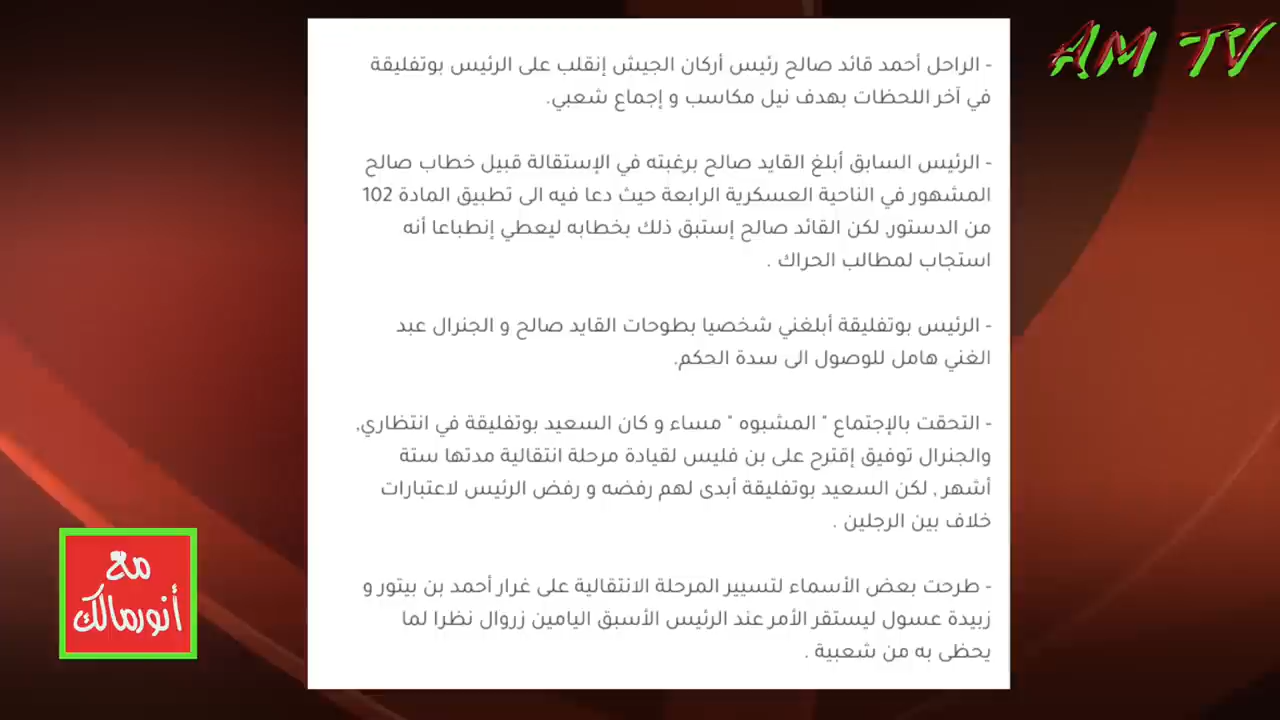 AM TV
- الراحل أحمد قائد صالح رئيس أركان الجيش إنقلب على الرئيس بوتفليقة
في آخر اللحظات بهدف نيل مكاسب و إجماع شعبي.
- الرئيس السابق أبلغ القايد صالح برغبته في الإستقالة قبيل خطاب صالح
المشهور في الناحية العسكرية الرابعة حيث دعا فيه الى تطبيق المادة 102
من الدستور, لكن القائد صالح إستبق ذلك بخطابه ليعطي إنطباعا أنه
استجاب لمطالب الحراك .
- الرئيس بوتفليقة أبلغني شخصيا بطوحات القايد صالح و الجنرال عبد
الغني هامل للوصول الى سدة الحكم.
- التحقت بالإجتماع " المشبوه " مساء و كان السعيد بوتفليقة في انتظاري,
والجنرال توفيق إقترح على بن فليس لقيادة مرحلة انتقالية مدتها ستة
أشهر , لكن السعيد بوتفليقة أبدى لهم رفضه و رفض الرئيس لاعتبارات
خلاف بين الرجلين .
- طرحت بعض الأسماء لتسيير المرحلة الانتقالية على غرار أحمد بن بيتور و
زبيدة عسول ليستقر الأمر عند الرئيس الأسبق اليامين زروال نظرا لما
يحظى به من شعبية .
مع
أنورمالك